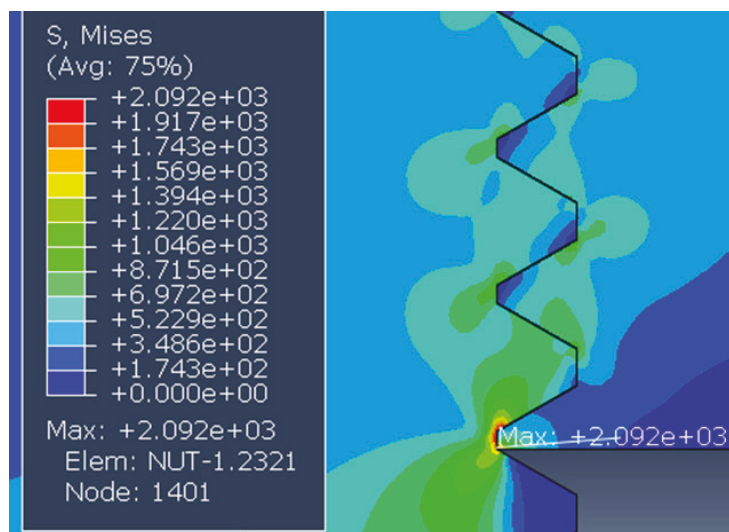 S, Mises
(Avg: 75%)
+2.092e+03
+1.917e+03
+1.743e+03
+1.569e+03
+1.394e+03
+1.220e+03
+1.046e+03
+8.715e+02
+6.972e+02
+5.229e+02
+3.486e+02
+1.743e+02
+0.000e+00
Max: +2.092e+03
Elem: NUT-1.2321
Node: 1401
Max: +2.092e+03